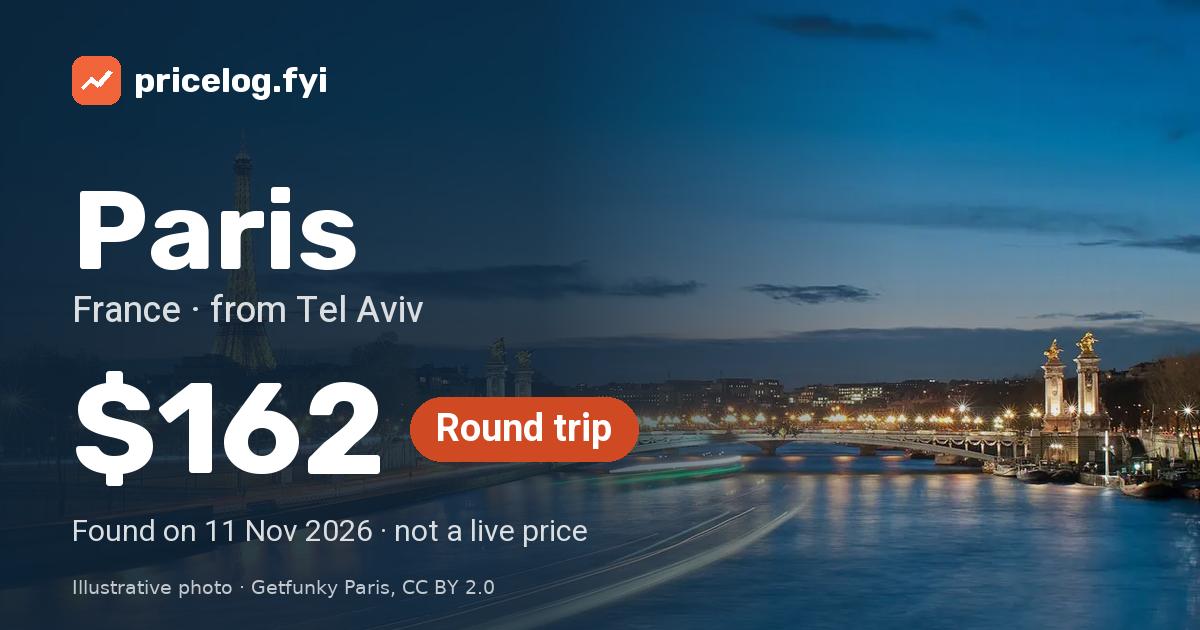 pricelog.fyi
Paris
France · from Tel Aviv
$162
Round trip
Found on 11 Nov 2026 · not a live price
Illustrative photo · Getfunky Paris, CC BY 2.0